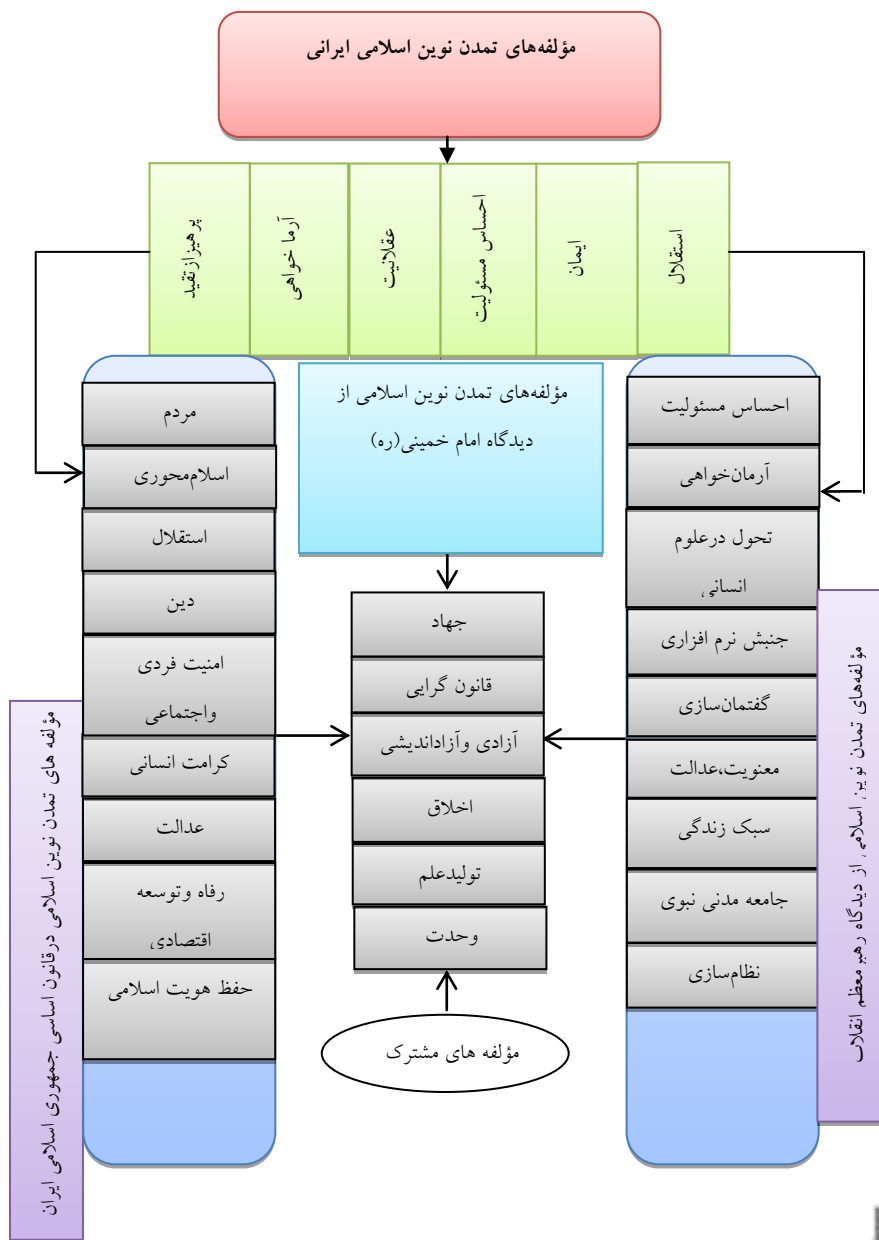 مؤلفه‌های تمدن نوین اسلامی ایرانی
استقلال
ایمان
احساس مسئولیت
عقلانیت
آرما خواهی
پرهیزازتقید
مؤلفه‌های تمدن نوین اسلامی از
دیدگاه امام خمینی(ره)
احساس مسئولیت
آرمان‌خواهی
تحول درعلوم
انسانی
جنبش نرم افزاری
گفتمان‌سازی
معنویت،عدالت
سبک زندگی
جامعه مدنی نبوی
نظام‌سازی
مؤلفه‌های تمدن نوین اسلامی از دیدگاه رهبر معظم انقلاب
جهاد
قانون گرایی
آزادی وآزاداندیشی
اخلاق
تولیدعلم
وحدت
مؤلفه های مشترک
مردم
اسلام‌محوری
استقلال
دین
امنیت فردی
واجتماعی
کرامت انسانی
عدالت
رفاه وتوسعه
اقتصادی
حفظ هویت اسلامی
مؤلفه های تمدن نوین اسلامی درقانون اساسی جمهوری اسلامی ایران